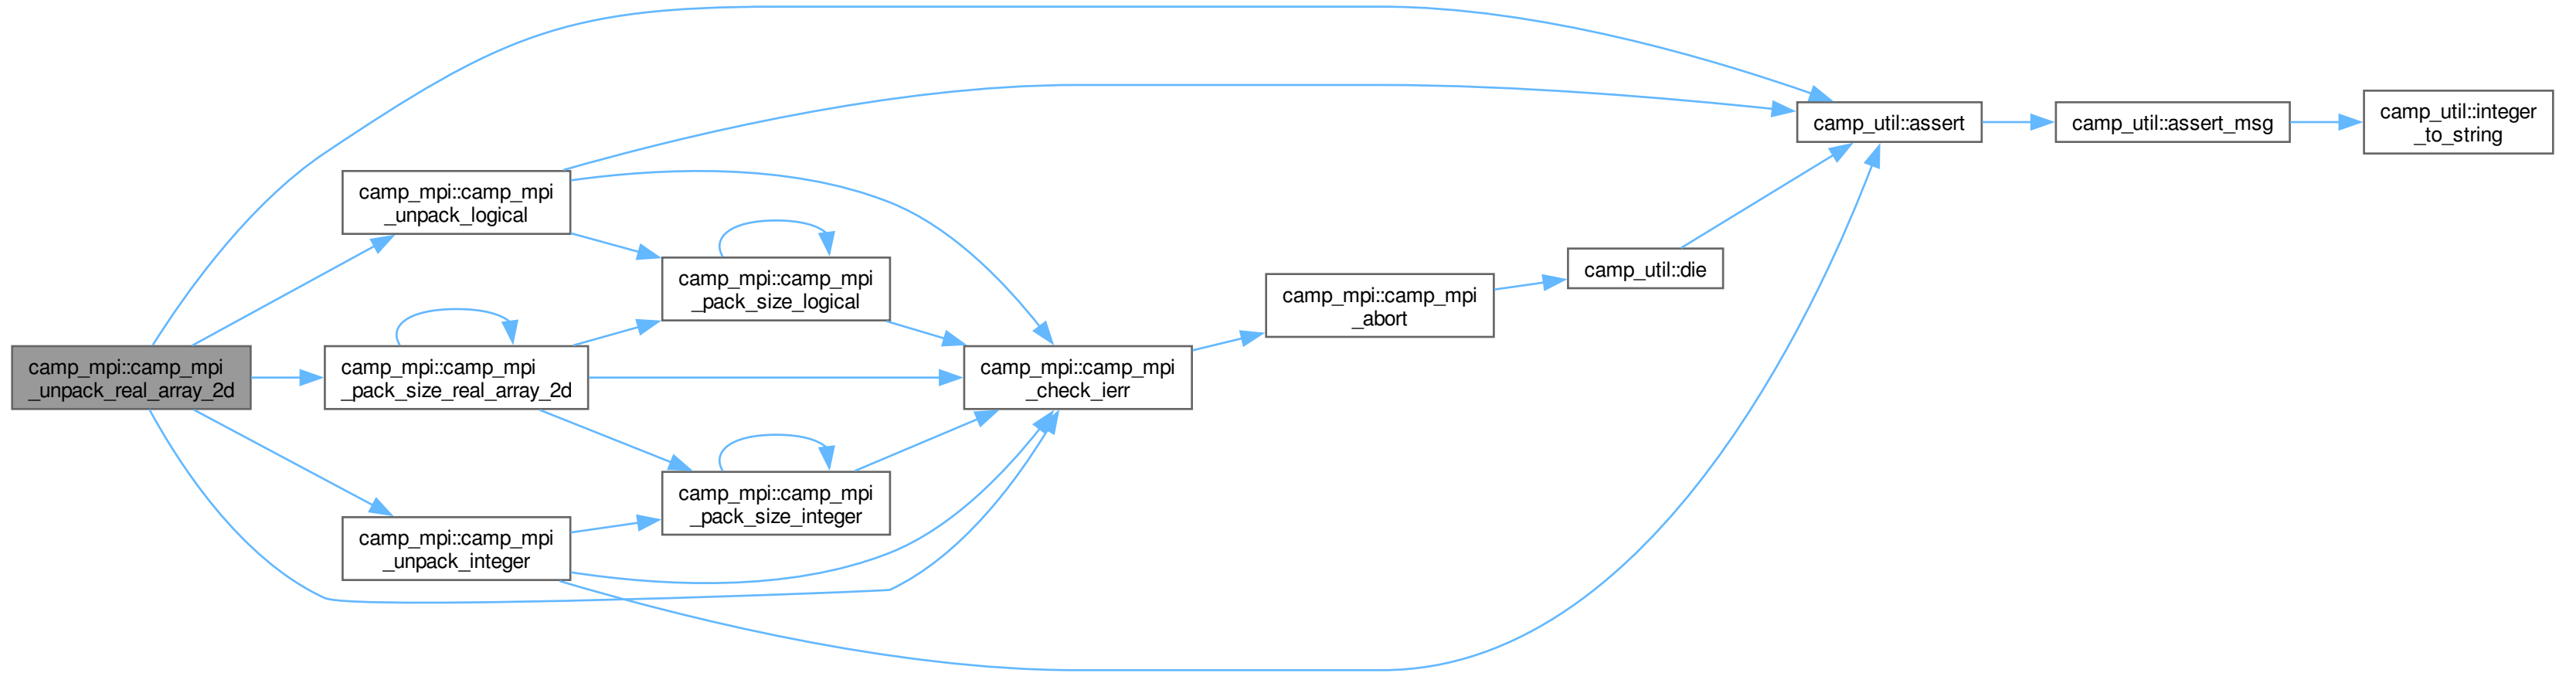 camp_mpi::camp_mpi
_unpack_real_array_2d
camp_mpi::camp_mpi
_unpack_logical
camp_mpi::camp_mpi
_pack_size_real_array_2d
camp_mpi::camp_mpi
_unpack_integer
camp_mpi::camp_mpi
_pack_size_logical
camp_mpi::camp_mpi
_pack_size_integer
camp_mpi::camp_mpi
_check_ierr
camp_mpi::camp_mpi
_abort
camp_util::die
camp_util::assert
camp_util::assert_msg
camp_util::integer
_to_string